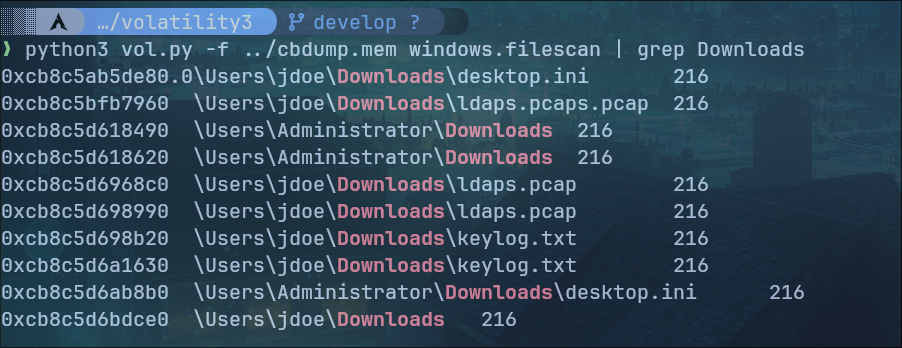 …/volatility3 develop ?
❯ python3 vol.py -f ../cbdump.mem windows.filescan | grep Downloads
0xcb8c5ab5de80.0\Users\jdoe\Downloads\desktop.ini 216
0xcb8c5bfb7960 \Users\jdoe\Downloads\ldaps.pcaps.pcap 216
0xcb8c5d618490 \Users\Administrator\Downloads 216
0xcb8c5d618620 \Users\Administrator\Downloads 216
0xcb8c5d6968c0 \Users\jdoe\Downloads\ldaps.pcap 216
0xcb8c5d698990 \Users\jdoe\Downloads\ldaps.pcap 216
0xcb8c5d698b20 \Users\jdoe\Downloads\keylog.txt 216
0xcb8c5d6a1630 \Users\jdoe\Downloads\keylog.txt 216
0xcb8c5d6ab8b0 \Users\Administrator\Downloads\desktop.ini 216
0xcb8c5d6bdce0 \Users\jdoe\Downloads 216